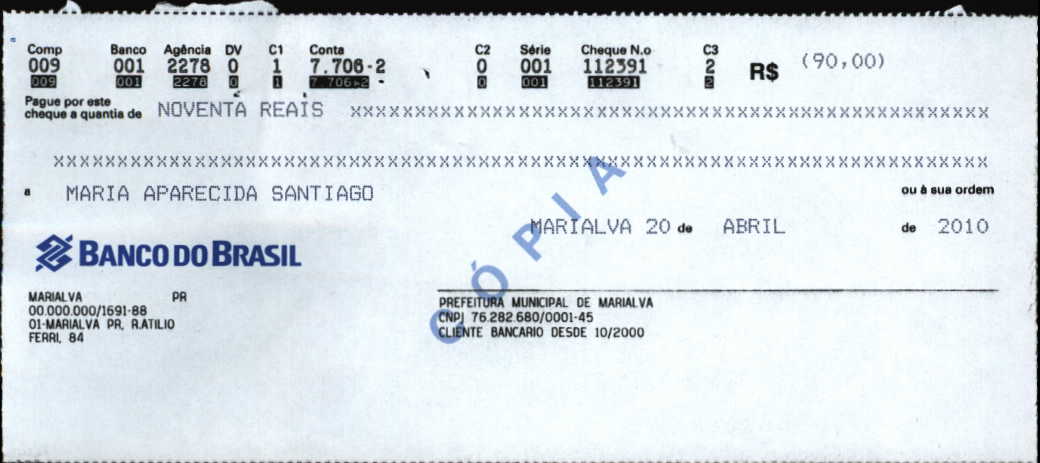 Comp Banco Agência DV C1 Conta C2 Série Cheque N.o C3
009 001 2278 0 1 7.706-2 0 001 112391 2 R$ (90,00)
009 001 2278 0 1 7.706-2 0 001 112391 2
Pague por este
cheque a quantia de NOVENTA REAIS xxxxxxxxxxxxxxxxxxxxxxxxxxxxxxxxxxxxxxxxxxxxxxxxxx
xxxxxxxxxxxxxxxxxxxxxxxxxxxxxxxxxxxxxxxxxxxxxxxxxxxxxxxxxxxxxxxxxxxxxxxxx
a MARIA APARECIDA SANTIAGO ou à sua ordem
MARIALVA 20 de ABRIL de 2010
BANCO DO BRASIL
CÓPIA
MARIALVA PR
00.000.000/1691-88
01-MARIALVA PR, R.ATILIO
FERRI, 84
PREFEITURA MUNICIPAL DE MARIALVA
CNPJ 76.282.680/0001-45
CLIENTE BANCARIO DESDE 10/2000